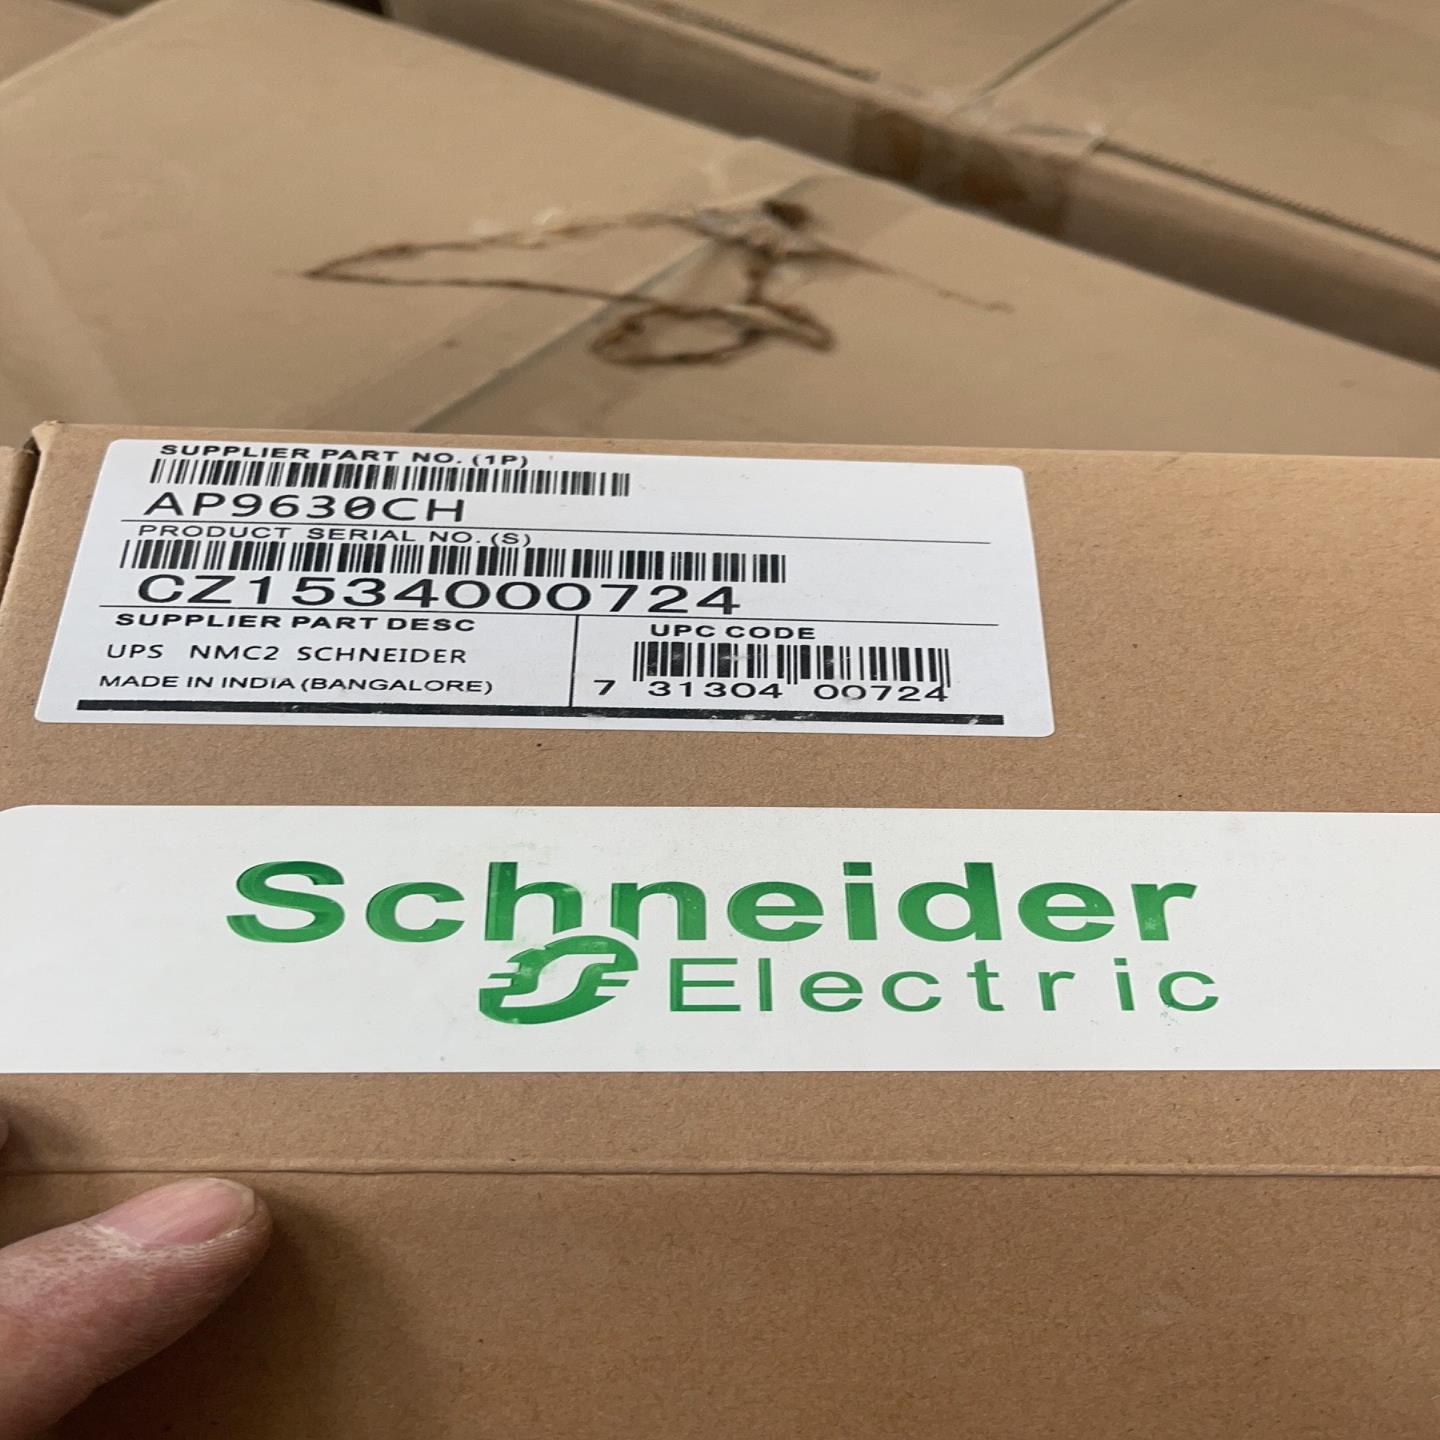 SUPPLIER PART NO. (1P)
AP9630CH
PRODUCT SERIAL NO. (S)
CZ1534000724
SUPPLIER PART DESC
UPS NMC2 SCHNEIDER
MADE IN INDIA (BANGALORE)
UPC CODE
7 31304 00724
Schneider
Electric